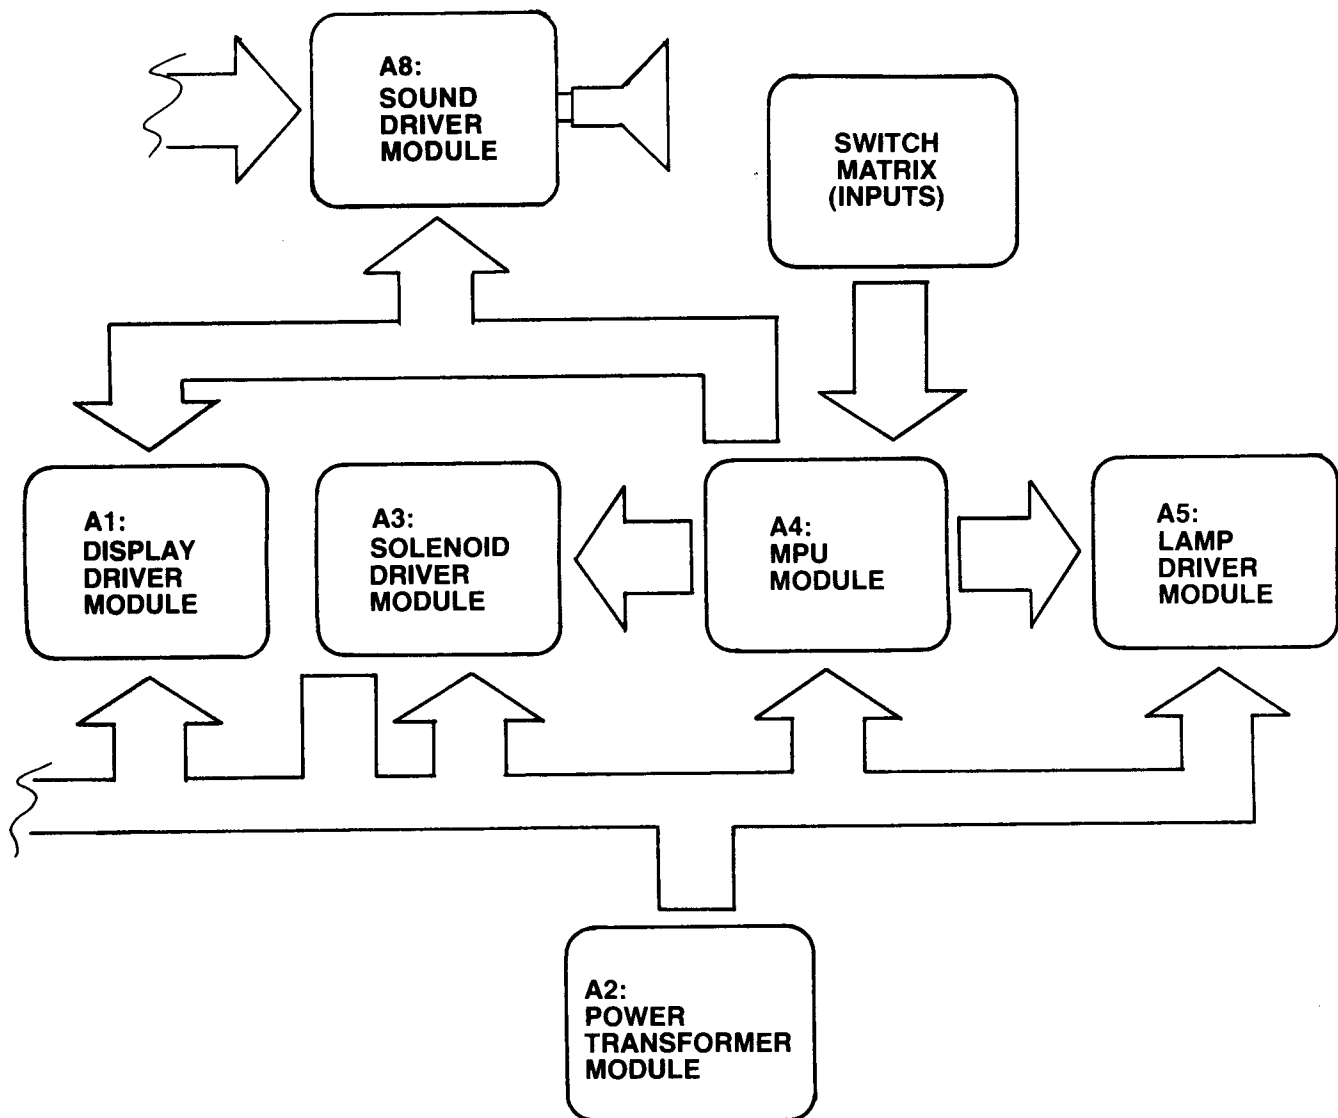 A8:
SOUND
DRIVER
MODULE
SWITCH
MATRIX
(INPUTS)
A1:
DISPLAY
DRIVER
MODULE
A3:
SOLENOID
DRIVER
MODULE
A4:
MPU
MODULE
A5:
LAMP
DRIVER
MODULE
A2:
POWER
TRANSFORMER
MODULE